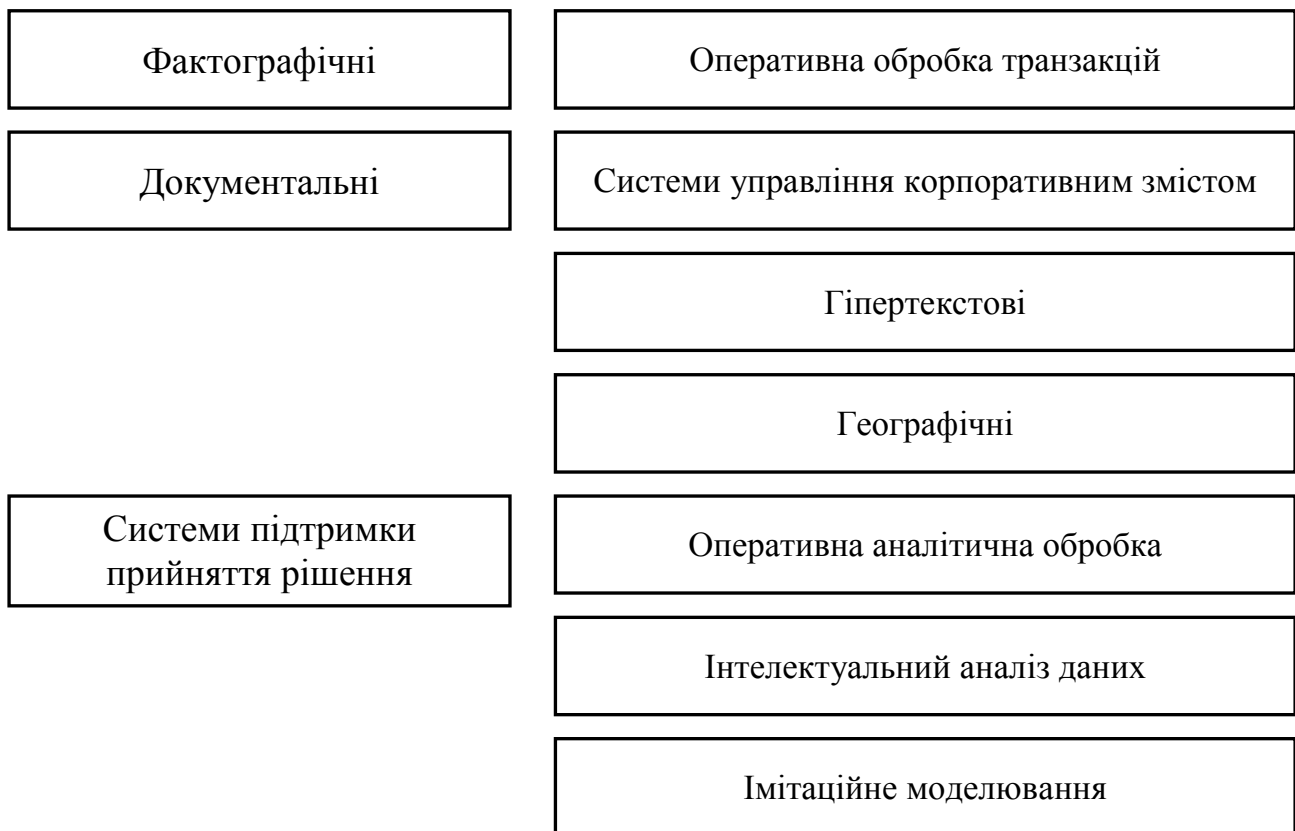 Фактографічні
Оперативна обробка транзакцій
Документальні
Системи управління корпоративним змістом
Гіпертекстові
Географічні
Системи підтримки
прийняття рішення
Оперативна аналітична обробка
Інтелектуальний аналіз даних
Імітаційне моделювання